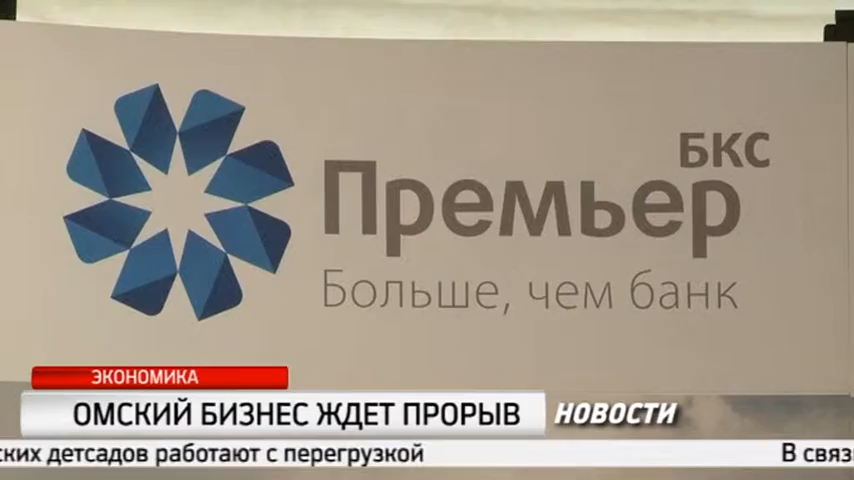 БКС
Премьер
Больше, чем банк
ЭКОНОМИКА
ОМСКИЙ БИЗНЕС ЖДЕТ ПРОРЫВ
НОВОСТИ
ских детсадов работают с перегрузкой
В связ